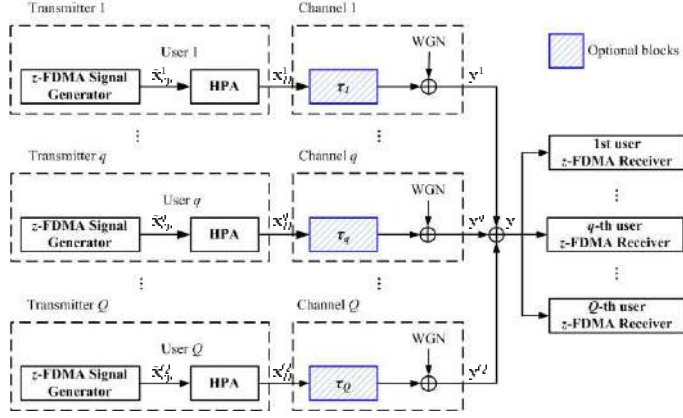 Transmitter 1
Channel 1
User 1
WGN
z-FDMA Signal
Generator
HPA
τ1
y¹
Optional blocks
1st user
z-FDMA Receiver
Transmitter q
Channel q
User q
WGN
z-FDMA Signal
Generator
HPA
τq
y^q
y
q-th user
z-FDMA Receiver
Transmitter Q
Channel Q
User Q
WGN
z-FDMA Signal
Generator
HPA
τQ
y^Q
Q-th user
z-FDMA Receiver